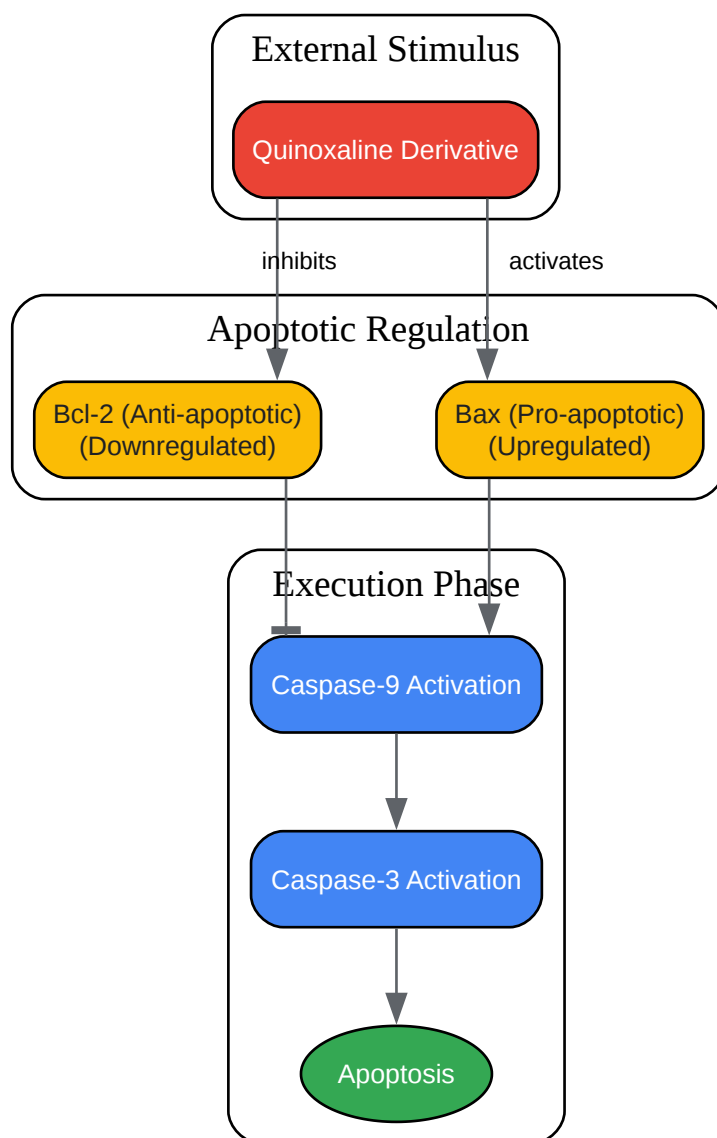 External Stimulus
Quinoxaline Derivative
inhibits
activates
Apoptotic Regulation
Bcl-2 (Anti-apoptotic)
(Downregulated)
Bax (Pro-apoptotic)
(Upregulated)
Execution Phase
Caspase-9 Activation
Caspase-3 Activation
Apoptosis